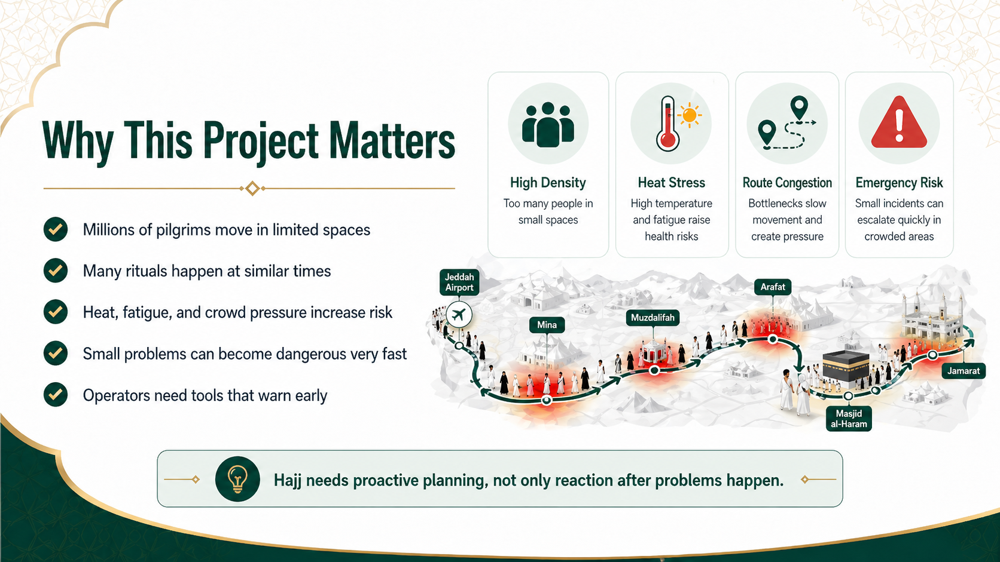 Why This Project Matters
Millions of pilgrims move in limited spaces
Many rituals happen at similar times
Heat, fatigue, and crowd pressure increase risk
Small problems can become dangerous very fast
Operators need tools that warn early
High Density
Too many people in
small spaces
Heat Stress
High temperature
and fatigue raise
health risks
Route Congestion
Bottlenecks slow
movement and
create pressure
Emergency Risk
Small incidents can
escalate quickly in
crowded areas
Jeddah
Airport
Mina
Muzdalifah
Arafat
Masjid
al-Haram
Jamarat
Hajj needs proactive planning, not only reaction after problems happen.